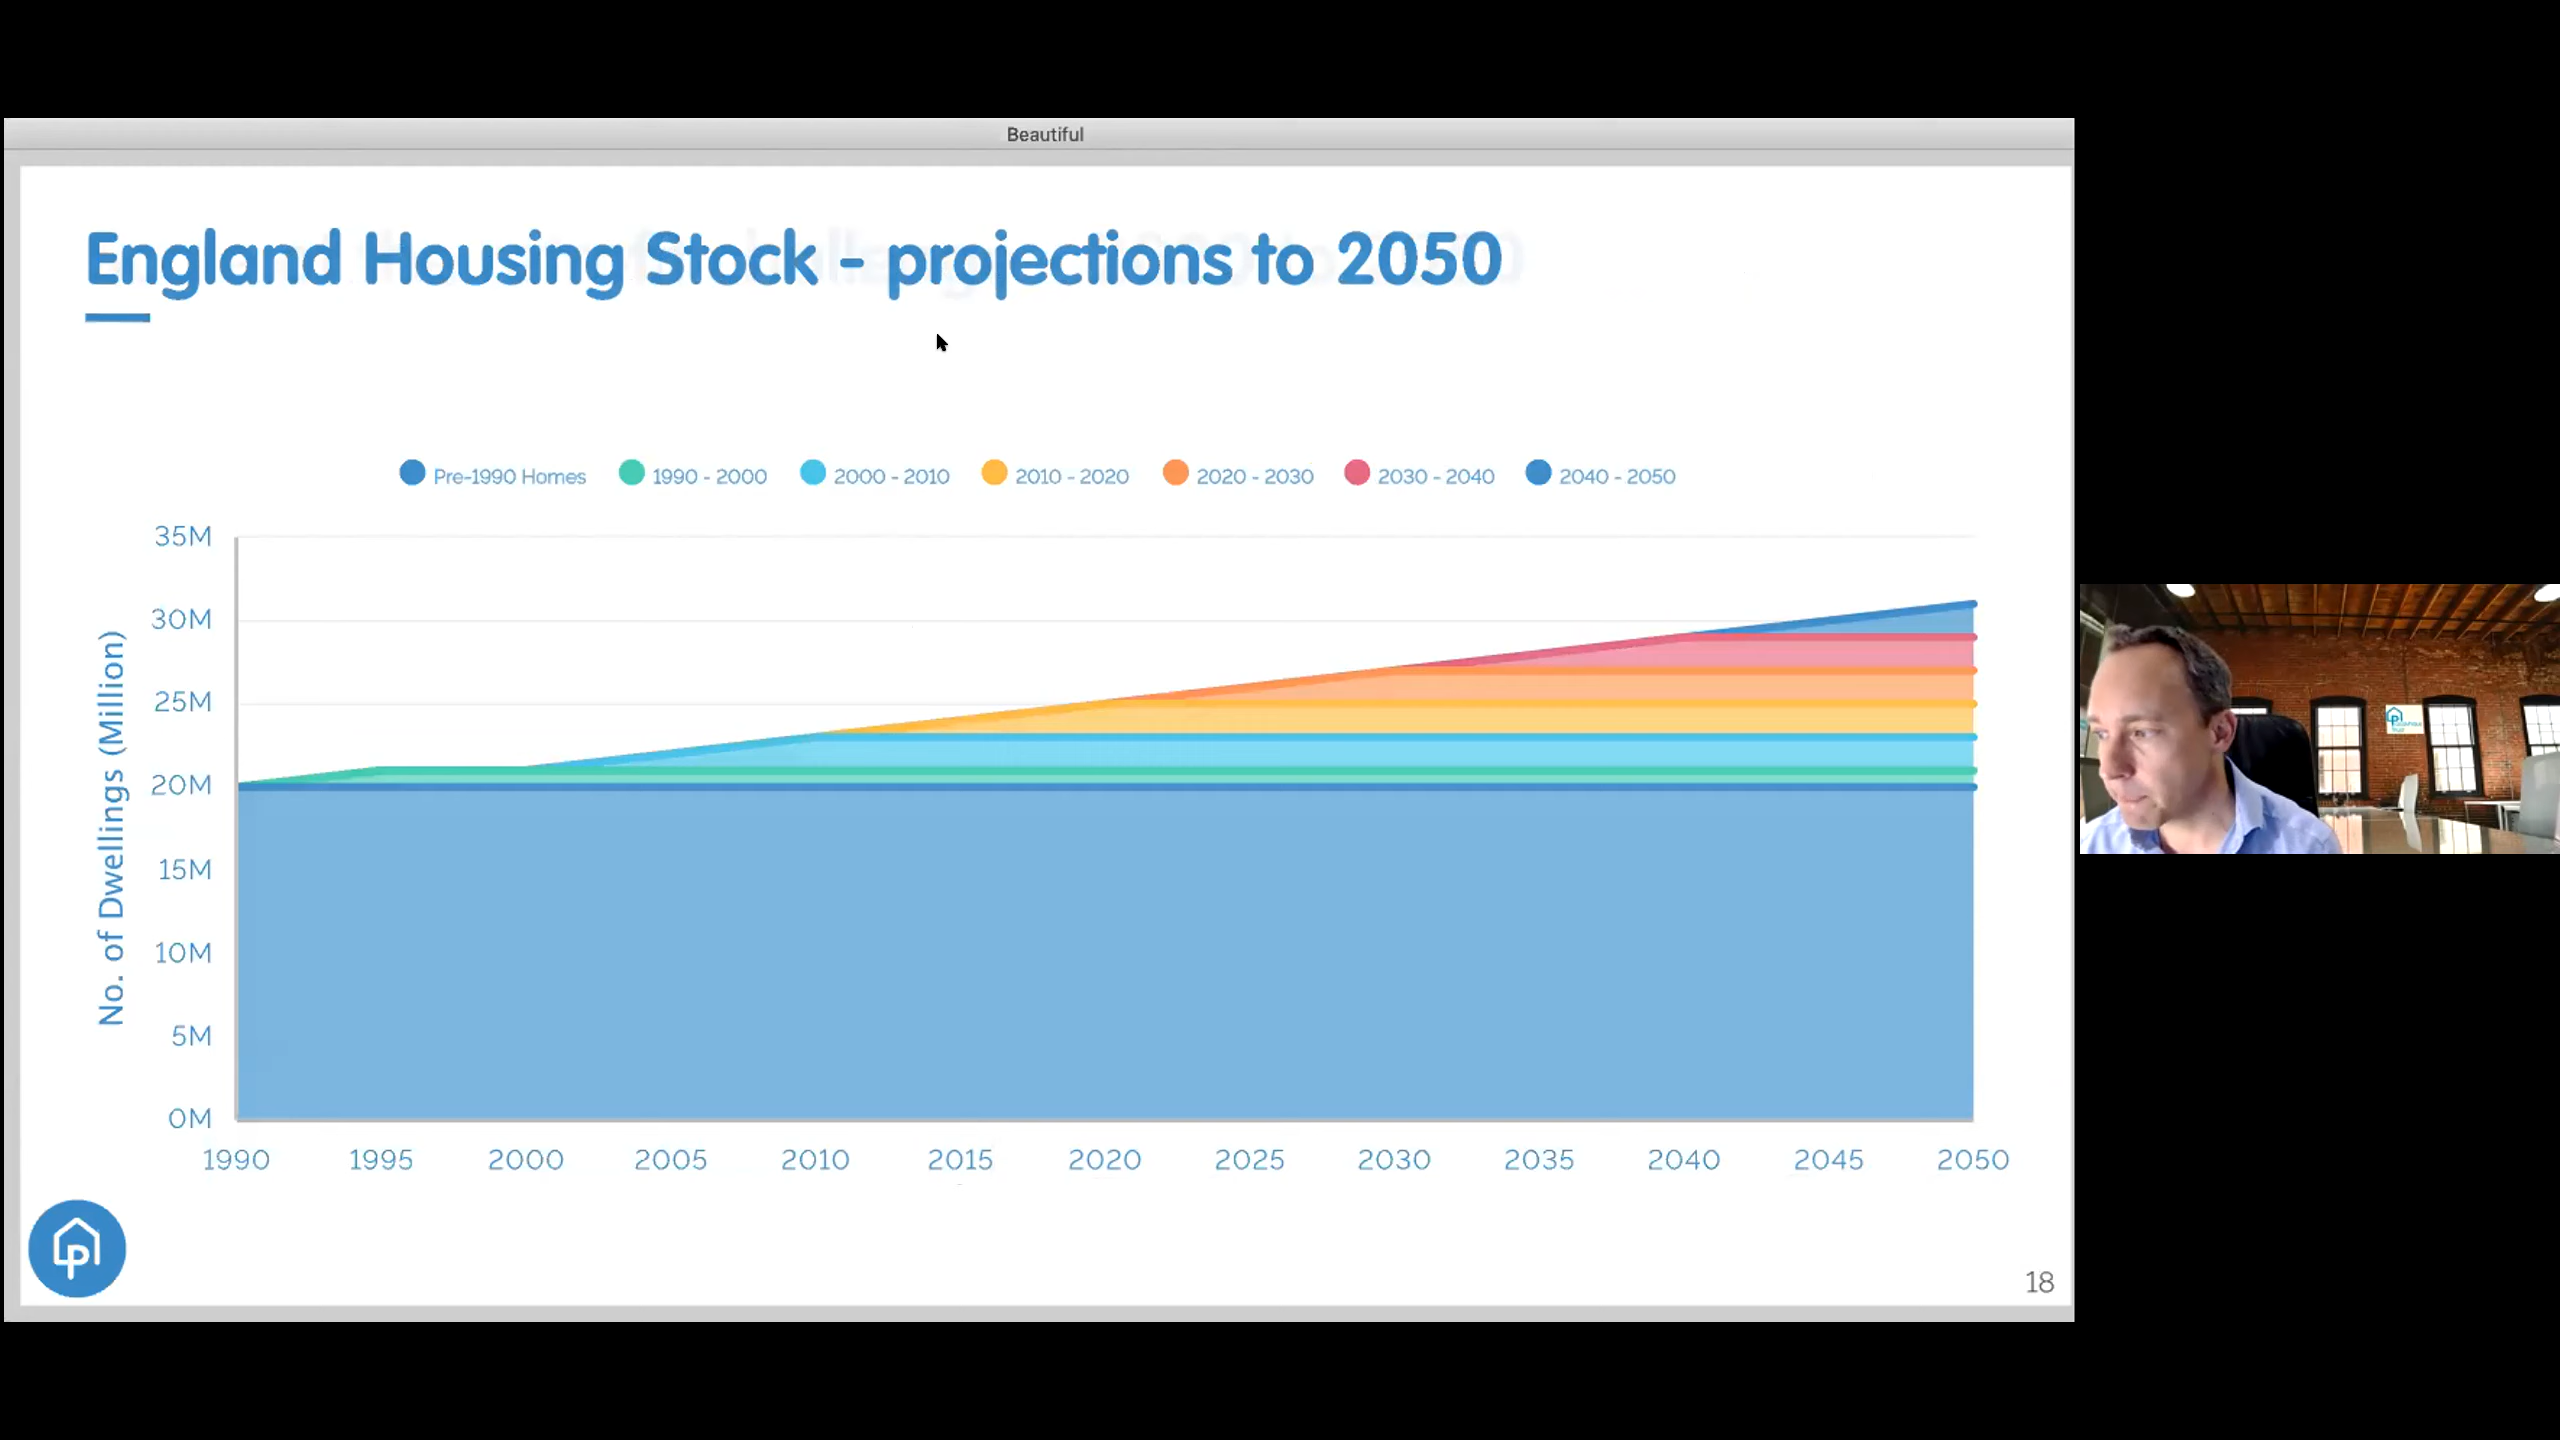 Beautiful
England Housing Stock - projections to 2050
Pre-1990 Homes 1990 - 2000 2000 - 2010 2010 - 2020 2020 - 2030 2030 - 2040 2040 - 2050
No. of Dwellings (Million)
35M
30M
25M
20M
15M
10M
5M
0M
1990 1995 2000 2005 2010 2015 2020 2025 2030 2035 2040 2045 2050
18